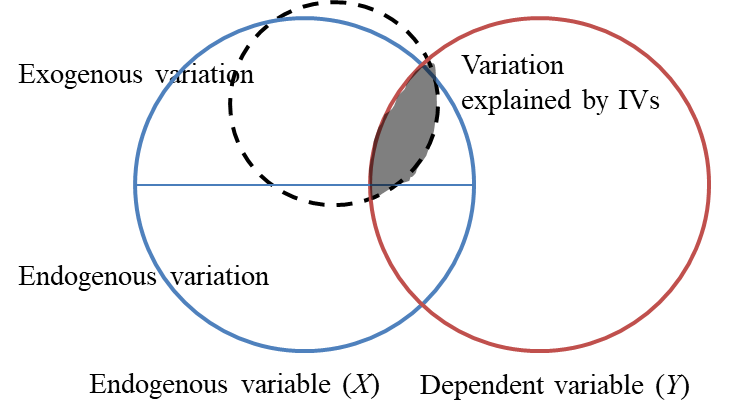 Exogenous variation
Variation
explained by IVs
Endogenous variation
Endogenous variable (X)
Dependent variable (Y)